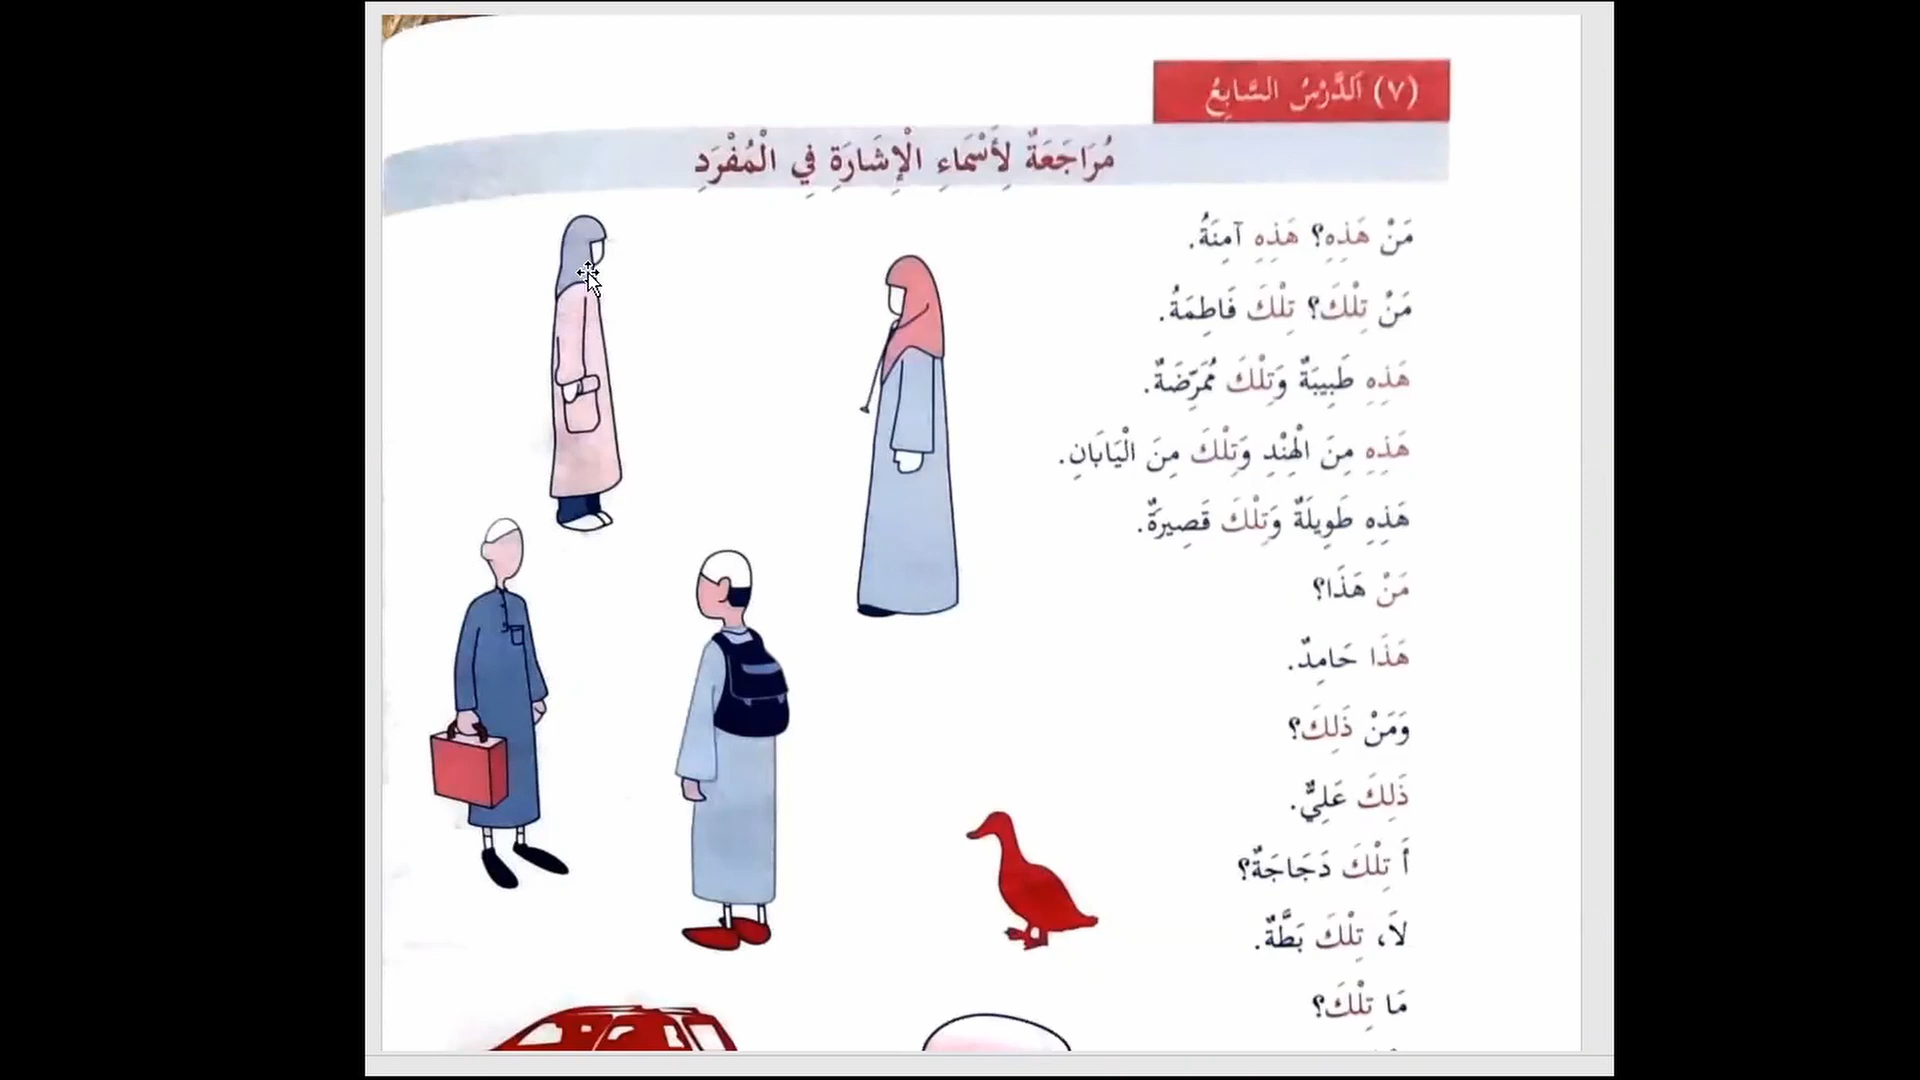 (٧) اَلدَّرْسُ السَّابِعُ
مُرَاجَعَةٌ لِأَسْمَاءِ الْإِشَارَةِ فِي الْمُفْرَدِ
مَنْ هَذِهِ؟ هَذِهِ آمِنَةُ.
مَنْ تِلْكَ؟ تِلْكَ فَاطِمَةُ.
هَذِهِ طَبِيبَةٌ وَتِلْكَ مُمَرِّضَةٌ.
هَذِهِ مِنَ الْهِنْدِ وَتِلْكَ مِنَ الْيَابَانِ.
هَذِهِ طَوِيلَةٌ وَتِلْكَ قَصِيرَةٌ.
مَنْ هَذَا؟
هَذَا حَامِدٌ.
وَمَنْ ذَلِكَ؟
ذَلِكَ عَلِيٌّ.
أَ تِلْكَ دَجَاجَةٌ؟
لاَ، تِلْكَ بَطَّةٌ.
مَا تِلْكَ؟